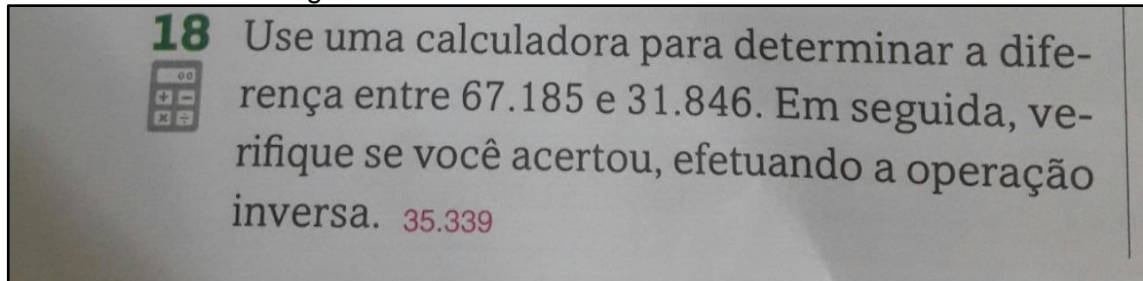 18 Use uma calculadora para determinar a dife-
rença entre 67.185 e 31.846. Em seguida, ve-
rifique se você acertou, efetuando a operação
inversa. 35.339